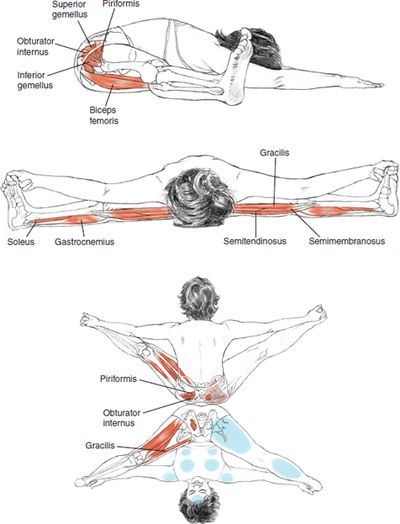 Superior
gemellus
Piriformis
Obturator
internus
Inferior
gemellus
Biceps
femoris
Gracilis
Soleus
Gastrocnemius
Semitendinosus
Semimembranosus
Piriformis
Obturator
internus
Gracilis